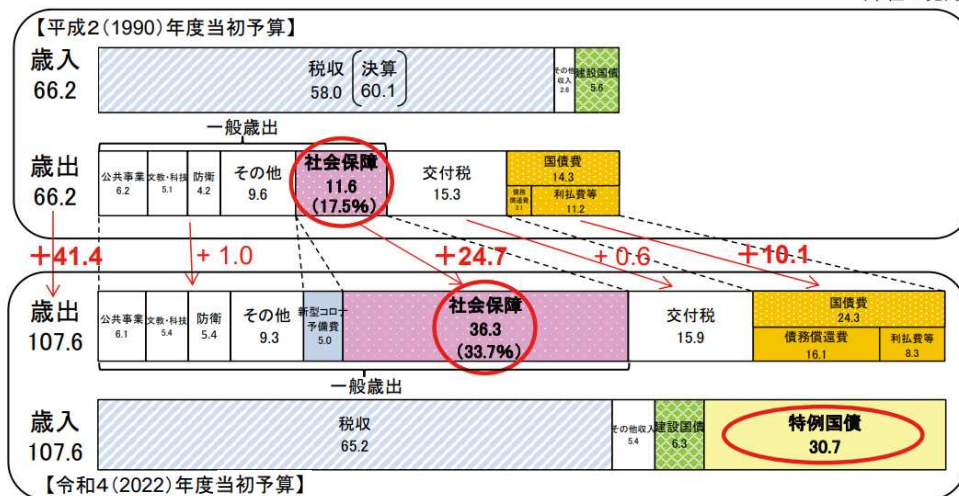 【平成2(1990)年度当初予算】
歳入
66.2
税収
58.0
決算
60.1
その他
収入
2.6
建設国債
5.6
一般歳出
歳出
66.2
公共事業
6.2
文教・科技
5.1
防衛
4.2
その他
9.6
社会保障
11.6
(17.5%)
交付税
15.3
国債費
14.3
債務
償還費
3.1
利払費等
11.2
+41.4
+1.0
+24.7
+0.6
+10.1
歳出
107.6
公共事業
6.1
文教・科技
5.4
防衛
5.4
その他
9.3
新型コロナ
予備費
5.0
社会保障
36.3
(33.7%)
交付税
15.9
国債費
24.3
債務償還費
16.1
利払費等
8.3
一般歳出
歳入
107.6
税収
65.2
その他収入
5.4
建設国債
6.3
特例国債
30.7
【令和4(2022)年度当初予算】